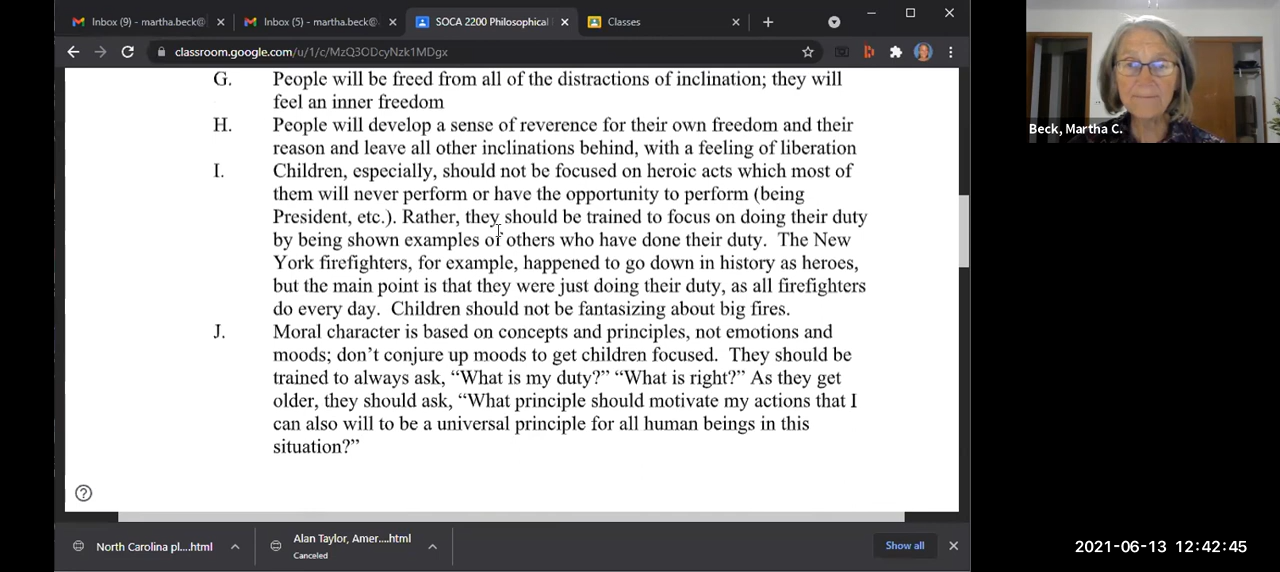 Inbox (9) - martha.beck@
Inbox (5) - martha.beck@
SOCA 2200 Philosophical
Classes
classroom.google.com/u/1/c/MzQ3ODcyNzk1MDgx
G. People will be freed from all of the distractions of inclination; they will
feel an inner freedom
H. People will develop a sense of reverence for their own freedom and their
reason and leave all other inclinations behind, with a feeling of liberation
I. Children, especially, should not be focused on heroic acts which most of
them will never perform or have the opportunity to perform (being
President, etc.). Rather, they should be trained to focus on doing their duty
by being shown examples of others who have done their duty. The New
York firefighters, for example, happened to go down in history as heroes,
but the main point is that they were just doing their duty, as all firefighters
do every day. Children should not be fantasizing about big fires.
J. Moral character is based on concepts and principles, not emotions and
moods; don’t conjure up moods to get children focused. They should be
trained to always ask, “What is my duty?” “What is right?” As they get
older, they should ask, “What principle should motivate my actions that I
can also will to be a universal principle for all human beings in this
situation?”
North Carolina pl....html
Alan Taylor, Amer....html
Canceled
Show all
Beck, Martha C.
2021-06-13 12:42:45